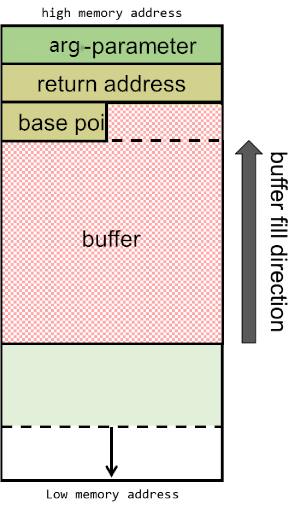 high memory address
arg-parameter
return address
base poi
buffer
buffer fill direction
Low memory address